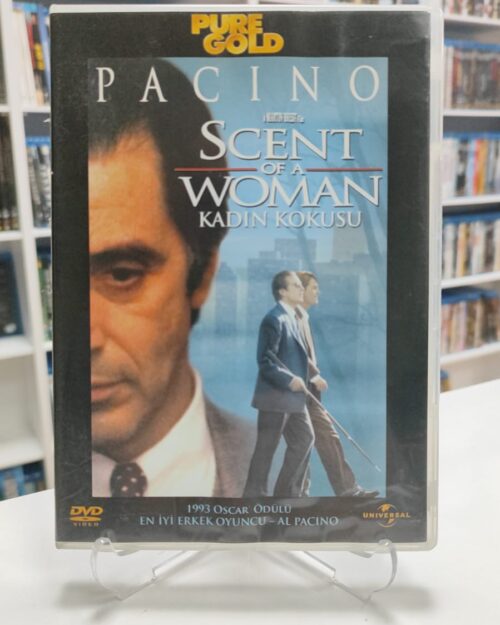 PURE
GOLD
PACINO
SCENT
OF A
WOMAN
KADIN KOKUSU
1993 OSCAR ÖDÜLÜ
EN İYİ ERKEK OYUNCU - AL PACINO
DVD
VIDEO
UNIVERSAL